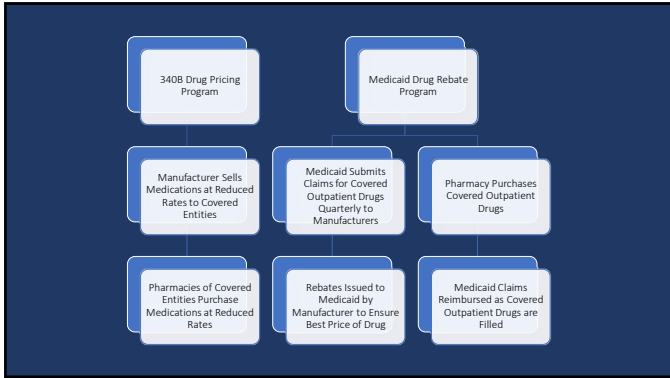 340B Drug Pricing
Program
Medicaid Drug Rebate
Program
Manufacturer Sells
Medications at Reduced
Rates to Covered
Entities
Medicaid Submits
Claims for Covered
Outpatient Drugs
Quarterly to
Manufacturers
Pharmacy Purchases
Covered Outpatient
Drugs
Pharmacies of Covered
Entities Purchase
Medications at Reduced
Rates
Rebates Issued to
Medicaid by
Manufacturer to Ensure
Best Price of Drug
Medicaid Claims
Reimbursed as Covered
Outpatient Drugs are
Filled